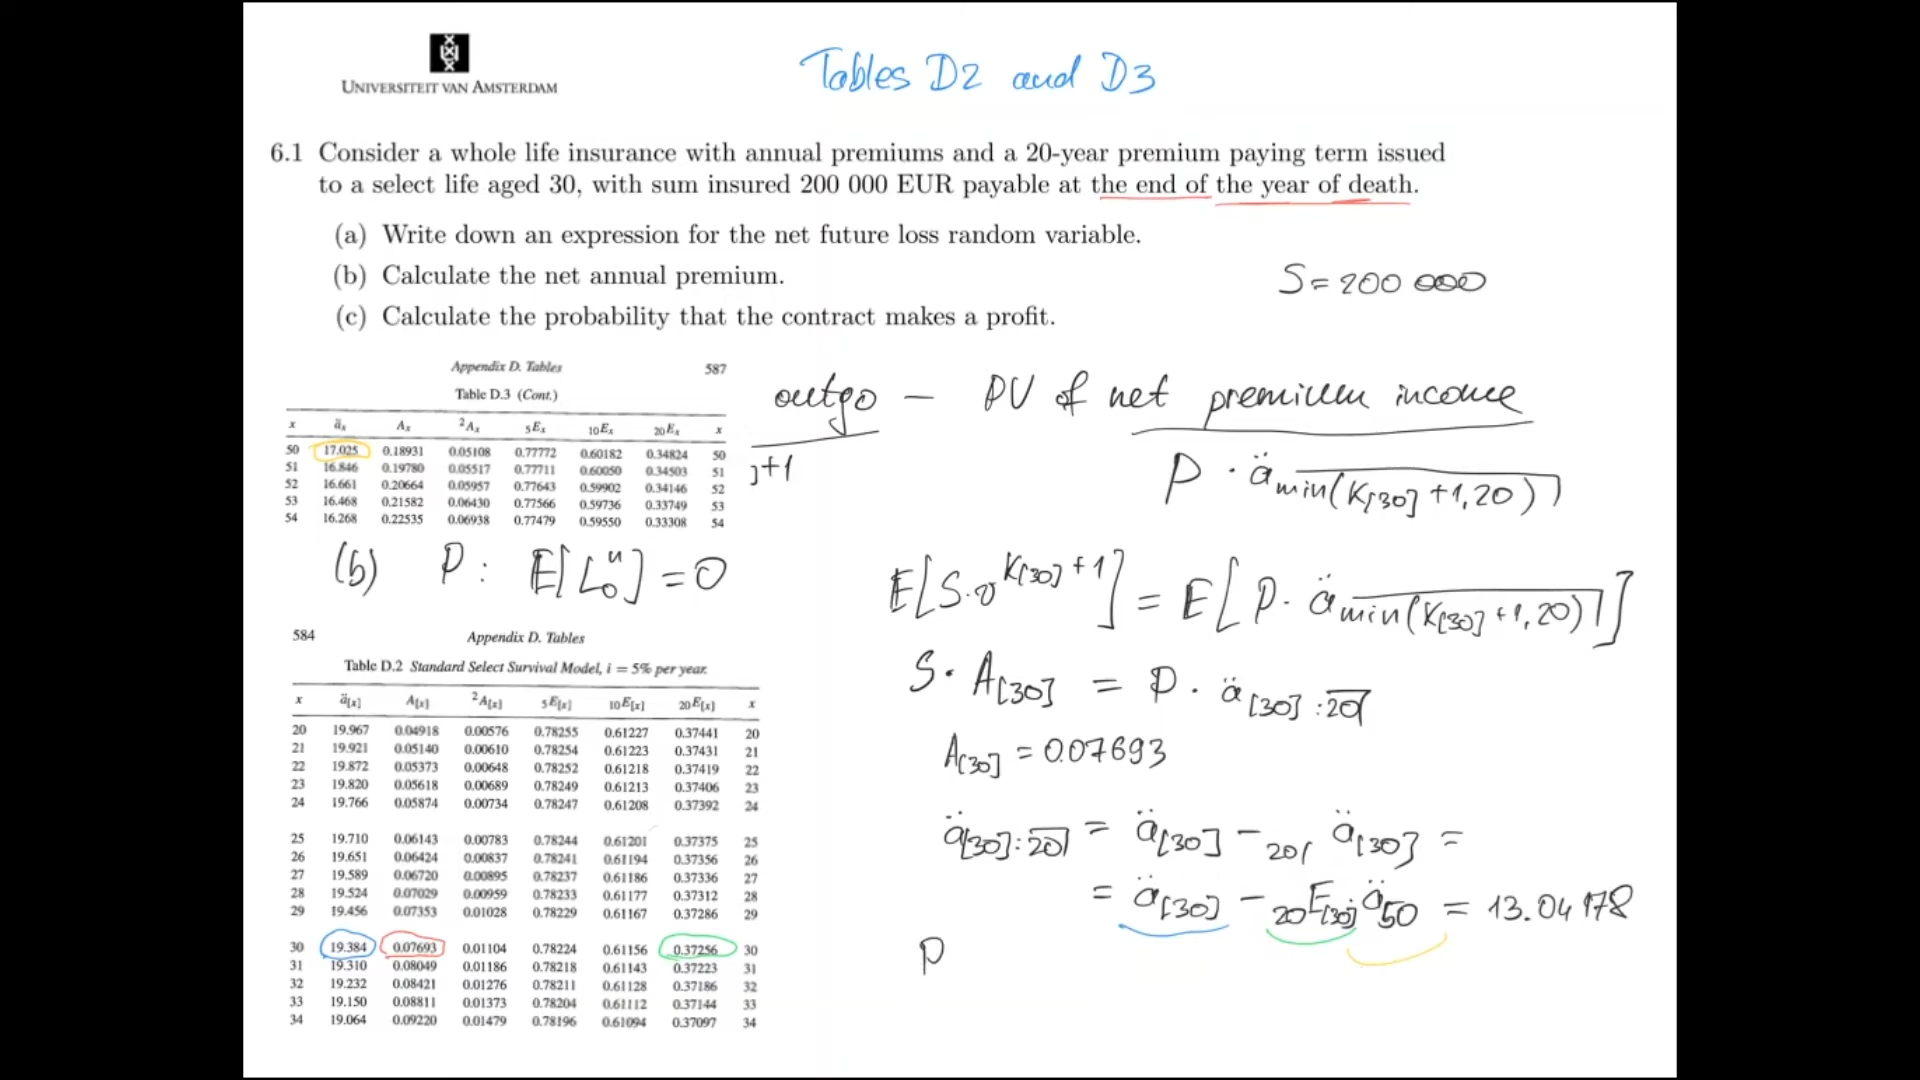 UNIVERSITEIT VAN AMSTERDAM
Tables D2 and D3
6.1 Consider a whole life insurance with annual premiums and a 20-year premium paying term issued
to a select life aged 30, with sum insured 200 000 EUR payable at the end of the year of death.
(a) Write down an expression for the net future loss random variable.
(b) Calculate the net annual premium.
S = 200 000
(c) Calculate the probability that the contract makes a profit.
Appendix D. Tables 587
Table D.3 (Cont.)
x äₓ Aₓ ²Aₓ ₅Eₓ ₁₀Eₓ ₂₀Eₓ x
50 17.025 0.18931 0.05108 0.77772 0.60182 0.34824 50
51 16.846 0.19780 0.05517 0.77711 0.60050 0.34503 51
52 16.661 0.20664 0.05957 0.77643 0.59902 0.34146 52
53 16.468 0.21582 0.06430 0.77566 0.59736 0.33749 53
54 16.268 0.22535 0.06938 0.77479 0.59550 0.33308 54
outgo − PV of net premium income
]+1
P · ä min(K[30]+1, 20)
(b) P: E[L₀ⁿ] = 0
E[S·v^K[30]+1] = E[P · ä min(K[30]+1, 20)]
584 Appendix D. Tables
Table D.2 Standard Select Survival Model, i = 5% per year.
x ä[x] A[x] ²A[x] ₅E[x] ₁₀E[x] ₂₀E[x] x
20 19.967 0.04918 0.00576 0.78255 0.61227 0.37441 20
21 19.921 0.05140 0.00610 0.78254 0.61223 0.37431 21
22 19.872 0.05373 0.00648 0.78252 0.61218 0.37419 22
23 19.820 0.05618 0.00689 0.78249 0.61213 0.37406 23
24 19.766 0.05874 0.00734 0.78247 0.61208 0.37392 24
25 19.710 0.06143 0.00783 0.78244 0.61201 0.37375 25
26 19.651 0.06424 0.00837 0.78241 0.61194 0.37356 26
27 19.589 0.06720 0.00895 0.78237 0.61186 0.37336 27
28 19.524 0.07029 0.00959 0.78233 0.61177 0.37312 28
29 19.456 0.07353 0.01028 0.78229 0.61167 0.37286 29
30 19.384 0.07693 0.01104 0.78224 0.61156 0.37256 30
31 19.310 0.08049 0.01186 0.78218 0.61143 0.37223 31
32 19.232 0.08421 0.01276 0.78211 0.61128 0.37186 32
33 19.150 0.08811 0.01373 0.78204 0.61112 0.37144 33
34 19.064 0.09220 0.01479 0.78196 0.61094 0.37097 34
S · A[30] = P · ä[30]:20
A[30] = 0.07693
ä[30]:20 = ä[30] − 20| ä[30] =
= ä[30] − ₂₀E[30] ä50 = 13.04178
P